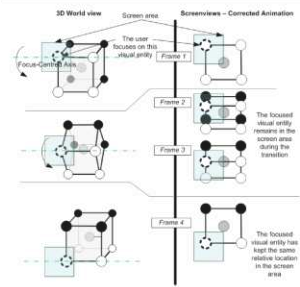 3D World view
Screen area
Screenviews – Corrected Animation
The user
focuses on this
visual entity
Focus-Centred Axis
Frame 1
Frame 2
The focused
visual entity
remains in the
screen area
during the
transition
Frame 3
Frame 4
The focused
visual entity has
kept the same
relative location
in the screen
area